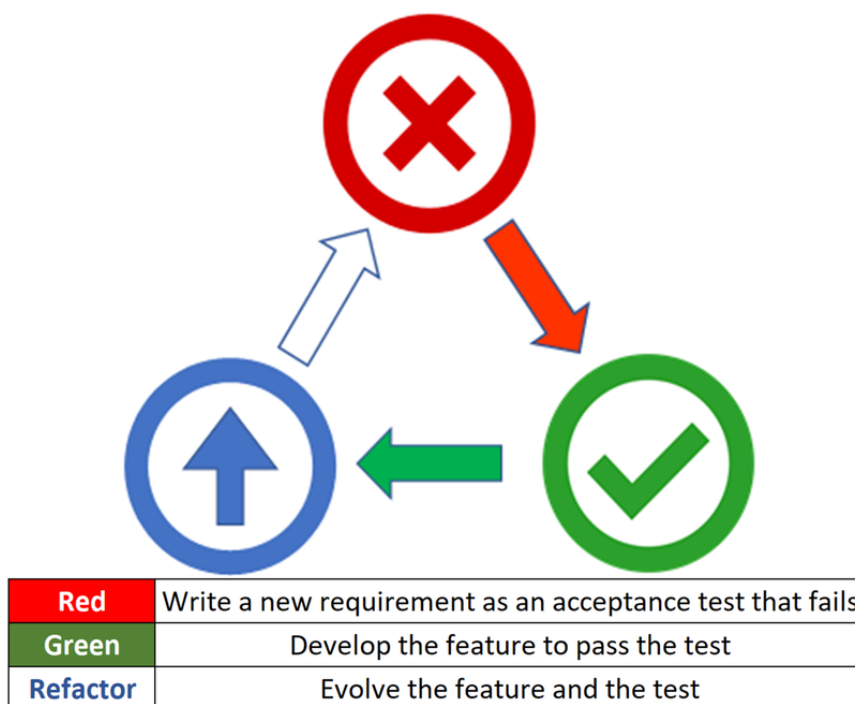 Red Write a new requirement as an acceptance test that fails
Green Develop the feature to pass the test
Refactor Evolve the feature and the test